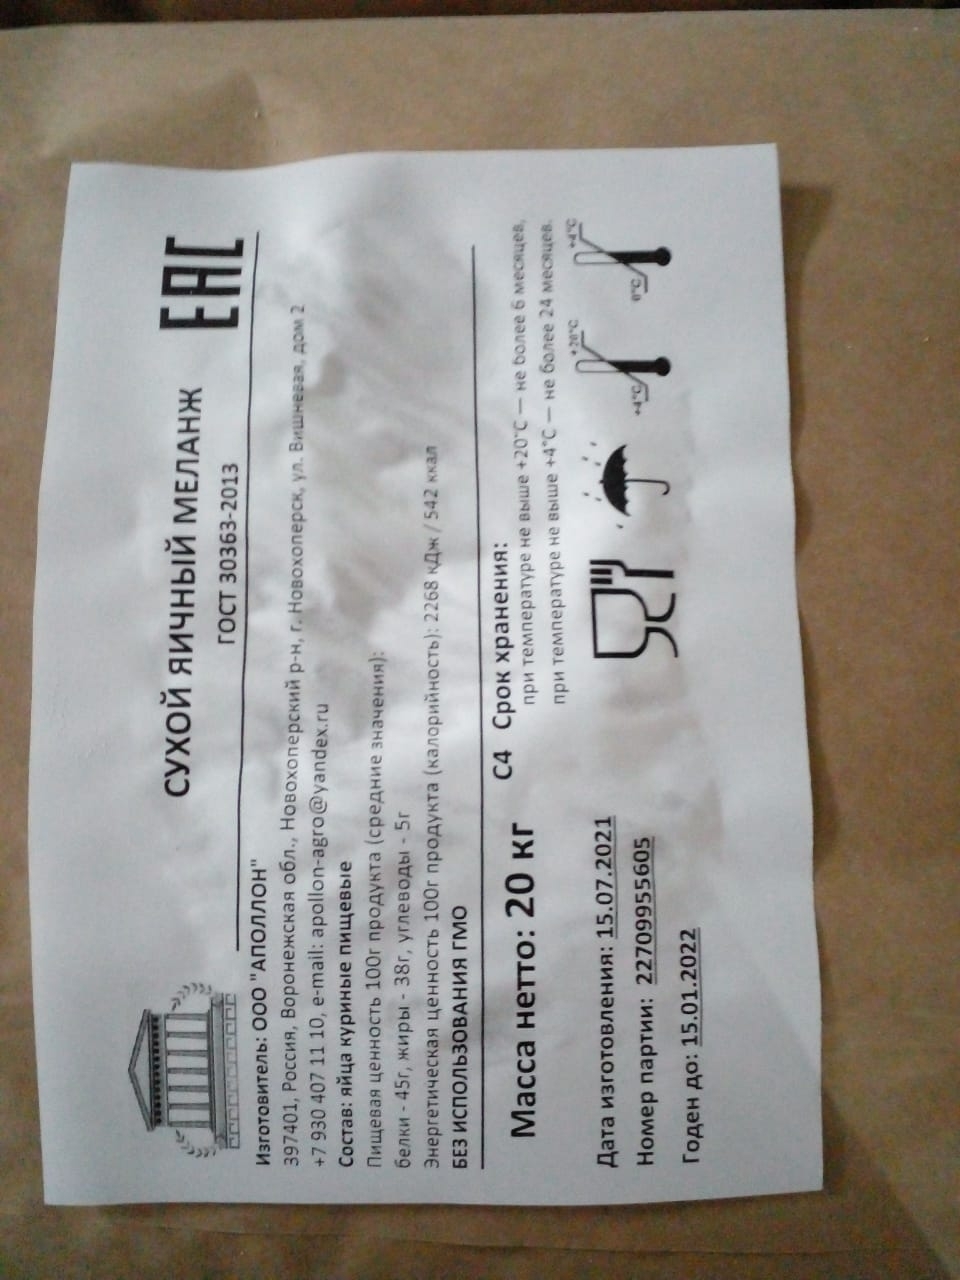 СУХОЙ ЯИЧНЫЙ МЕЛАНЖ
ЕАС
ГОСТ 30363-2013
Изготовитель: ООО "АПОЛЛОН"
397401, Россия, Воронежская обл., Новохоперский р-н, г. Новохоперск, ул. Вишневая, дом 2
+7 930 407 11 10, e-mail: apollon-agro@yandex.ru
Состав: яйца куриные пищевые
Пищевая ценность 100г продукта (средние значения):
белки - 45г, жиры - 38г, углеводы - 5г
Энергетическая ценность 100г продукта (калорийность): 2268 кДж / 542 ккал
БЕЗ ИСПОЛЬЗОВАНИЯ ГМО
Масса нетто: 20 кг
С4 Срок хранения:
при температуре не выше +20°С — не более 6 месяцев,
при температуре не выше +4°С — не более 24 месяцев.
Дата изготовления: 15.07.2021
Номер партии: 22709955605
Годен до: 15.01.2022
+4°С
+20°С
0°С
+4°С